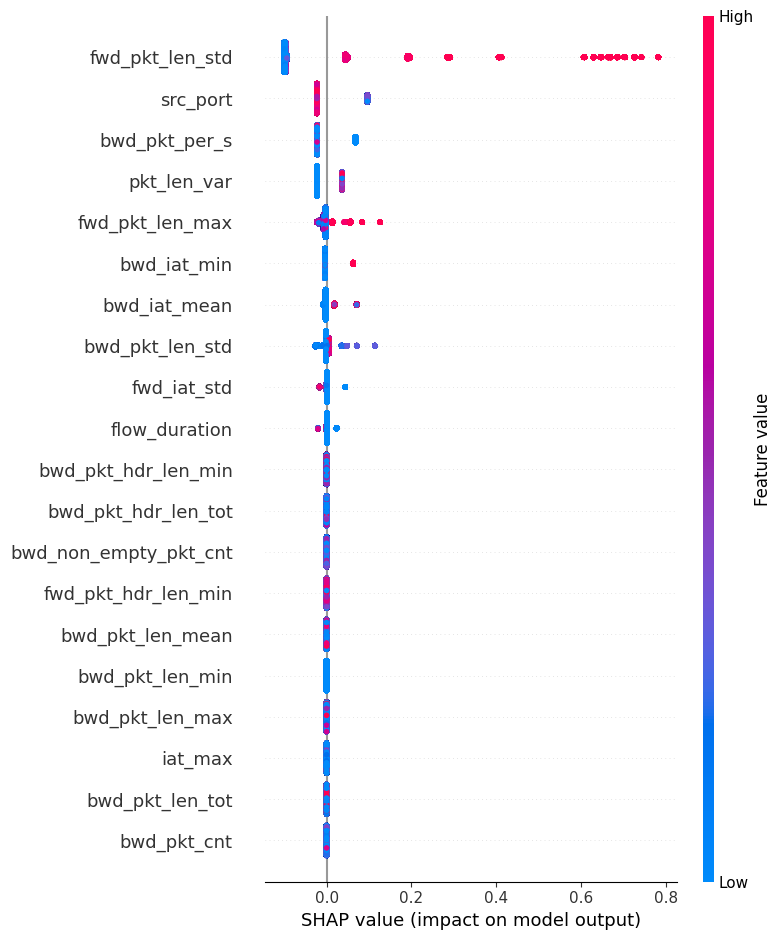 High
fwd_pkt_len_std
src_port
bwd_pkt_per_s
pkt_len_var
fwd_pkt_len_max
bwd_iat_min
bwd_iat_mean
bwd_pkt_len_std
fwd_iat_std
flow_duration
bwd_pkt_hdr_len_min
bwd_pkt_hdr_len_tot
bwd_non_empty_pkt_cnt
fwd_pkt_hdr_len_min
bwd_pkt_len_mean
bwd_pkt_len_min
bwd_pkt_len_max
iat_max
bwd_pkt_len_tot
bwd_pkt_cnt
Feature value
Low
0.0 0.2 0.4 0.6 0.8
SHAP value (impact on model output)